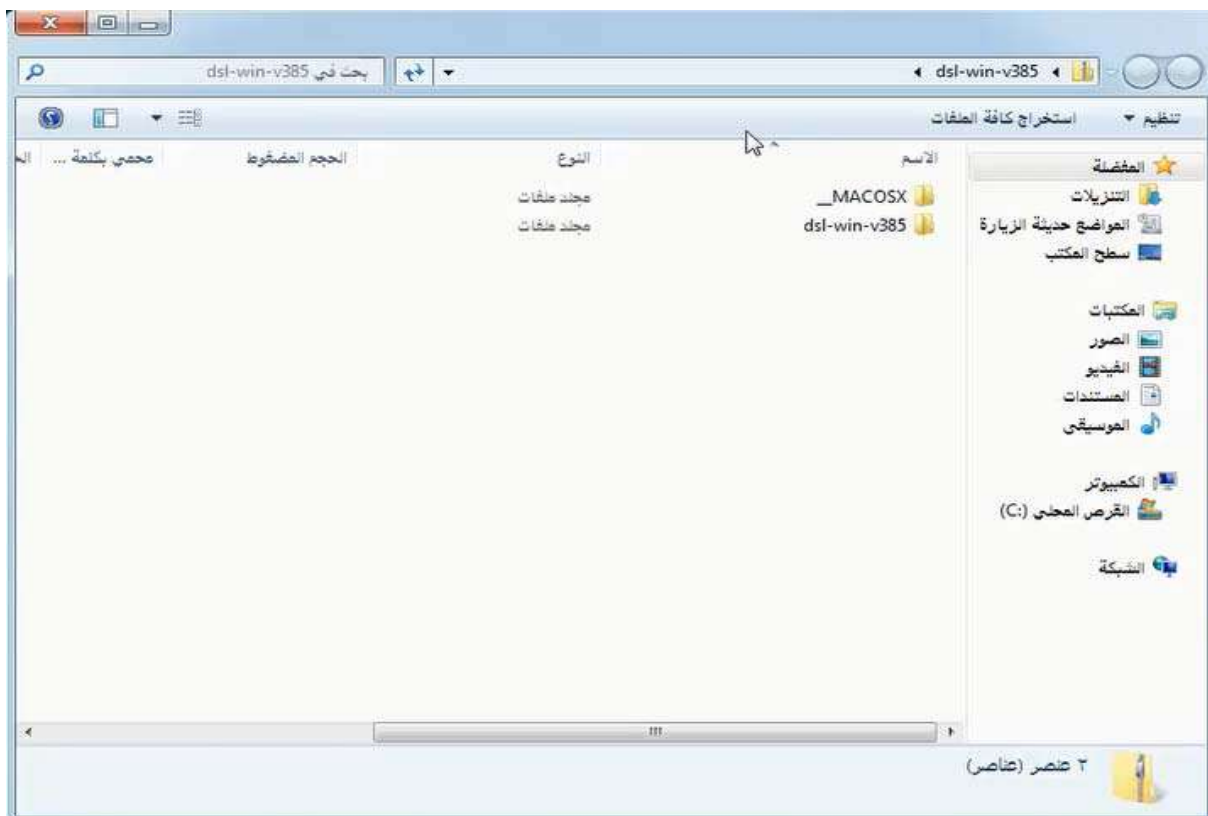 dsl-win-v385
بحث في dsl-win-v385
تنظيم
استخراج كافة الملفات
الاسم
النوع
الحجم المضغوط
محمي بكلمة ...
__MACOSX
مجلد ملفات
dsl-win-v385
مجلد ملفات
المفضلة
التنزيلات
المواضع حديثة الزيارة
سطح المكتب
المكتبات
الصور
الفيديو
المستندات
الموسيقى
الكمبيوتر
القرص المحلي (C:)
الشبكة
٢ عنصر (عناصر)